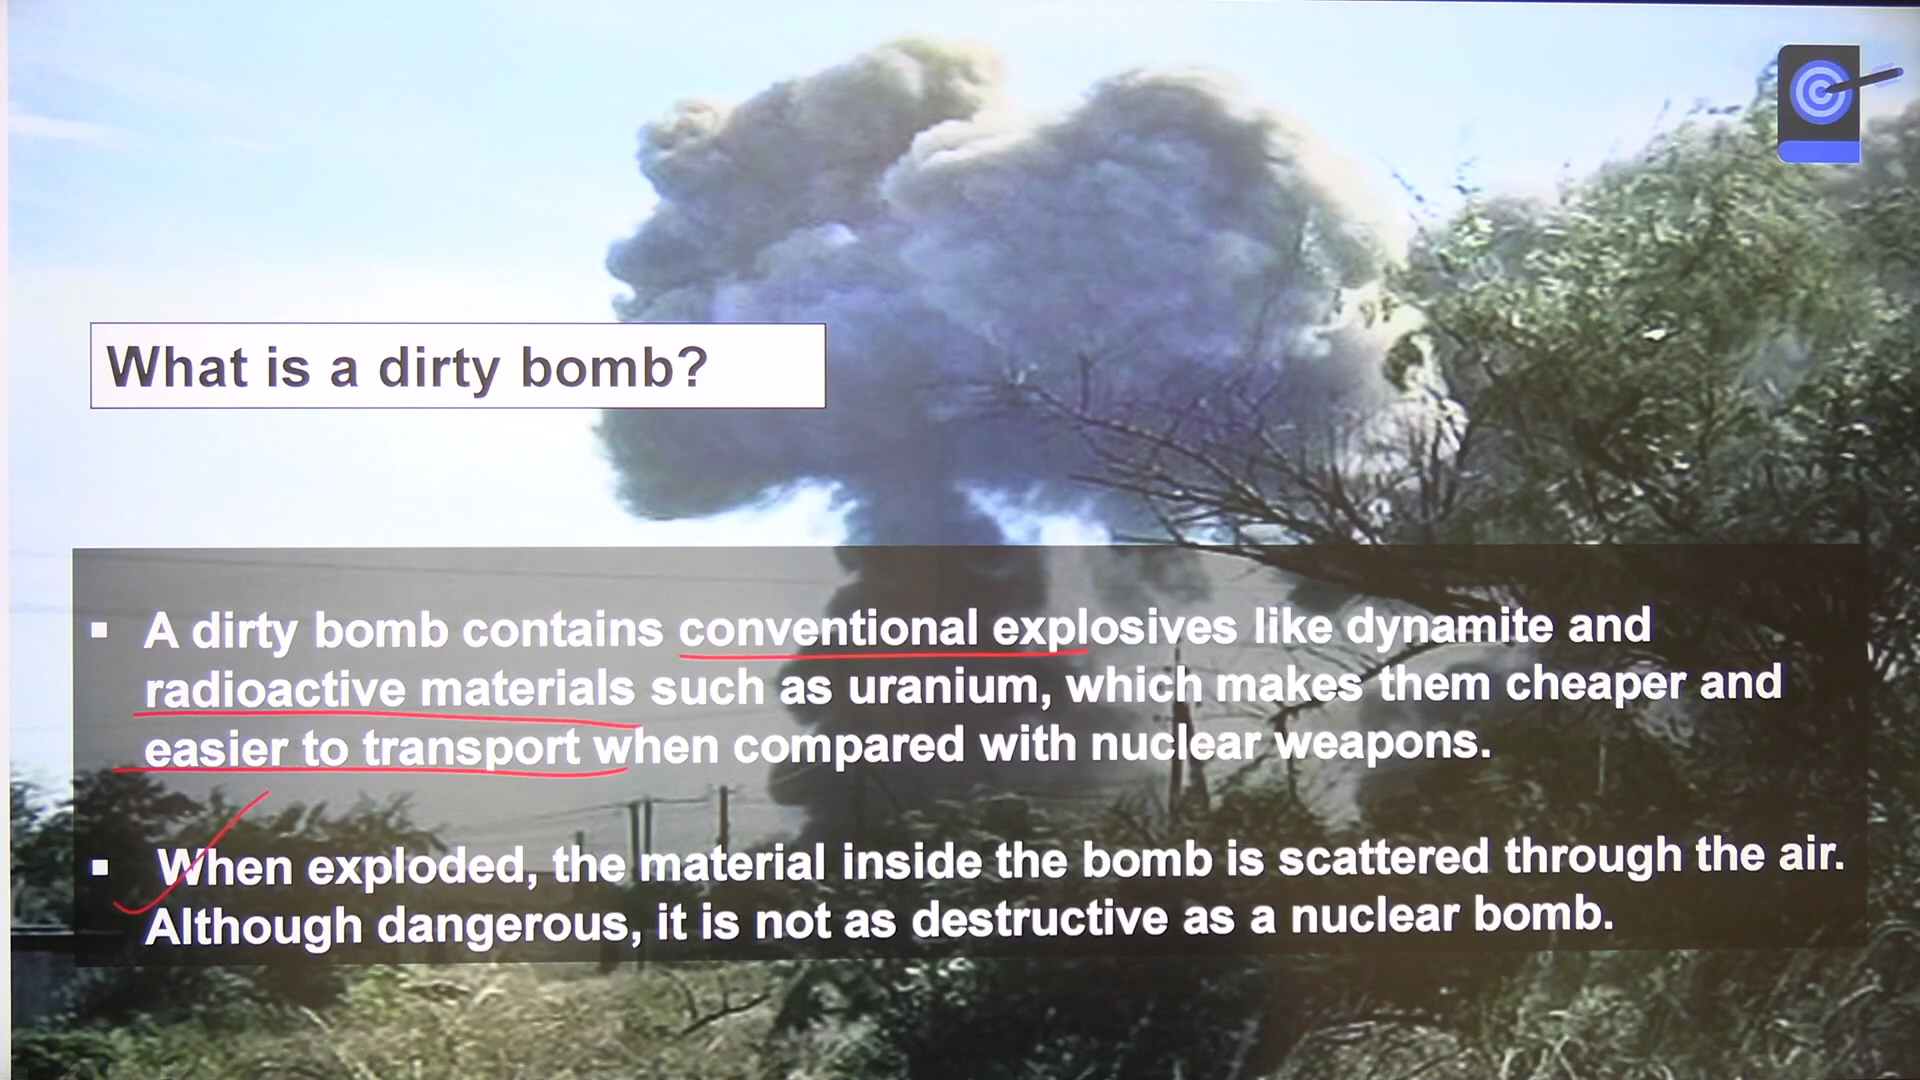 What is a dirty bomb?
▪ A dirty bomb contains conventional explosives like dynamite and
radioactive materials such as uranium, which makes them cheaper and
easier to transport when compared with nuclear weapons.
▪ When exploded, the material inside the bomb is scattered through the air.
Although dangerous, it is not as destructive as a nuclear bomb.